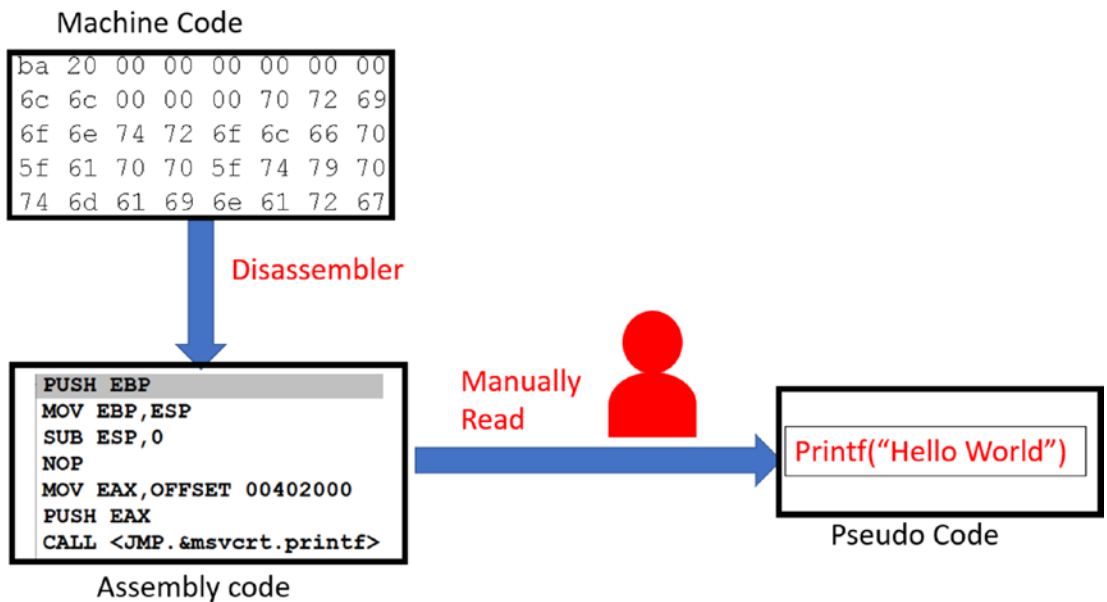 Machine Code
ba 20 00 00 00 00 00 00
6c 6c 00 00 00 70 72 69
6f 6e 74 72 6f 6c 66 70
5f 61 70 70 5f 74 79 70
74 6d 61 69 6e 61 72 67
Disassembler
PUSH EBP
MOV EBP,ESP
SUB ESP,0
NOP
MOV EAX,OFFSET 00402000
PUSH EAX
CALL <JMP.&msvcrt.printf>
Assembly code
Manually
Read
Printf(“Hello World”)
Pseudo Code